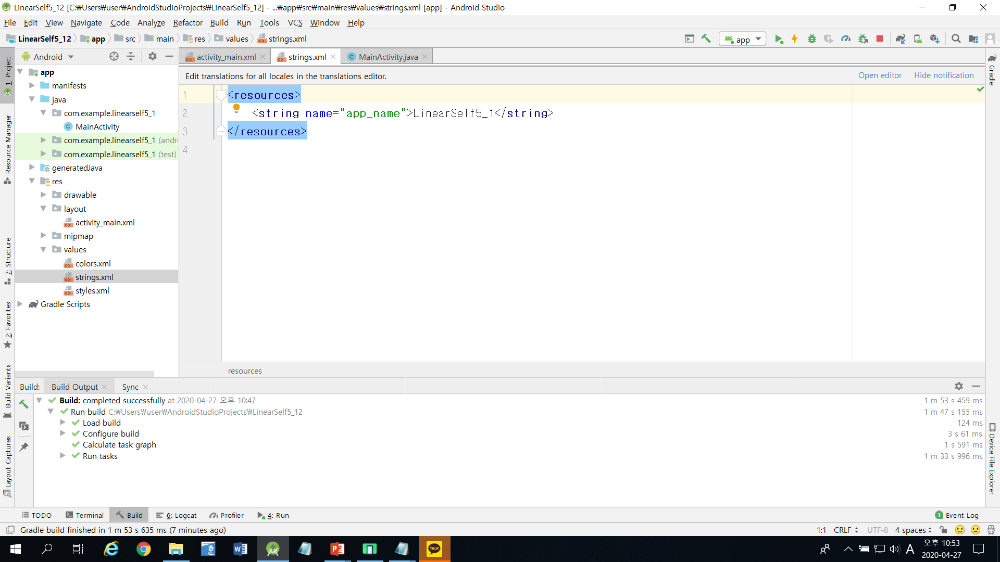 LinearSelf5_12 [C:₩Users₩user₩AndroidStudioProjects₩LinearSelf5_12] - ...₩app₩src₩main₩res₩values₩strings.xml [app] - Android Studio
File Edit View Navigate Code Analyze Refactor Build Run Tools VCS Window Help
LinearSelf5_12 app src main res values strings.xml app
1: Project
Resource Manager
7: Structure
2: Favorites
Build Variants
Layout Captures
Android
app
manifests
java
com.example.linearself5_1
MainActivity
com.example.linearself5_1 (andr
com.example.linearself5_1 (test)
generatedJava
res
drawable
layout
activity_main.xml
mipmap
values
colors.xml
strings.xml
styles.xml
Gradle Scripts
activity_main.xml strings.xml MainActivity.java
Edit translations for all locales in the translations editor. Open editor Hide notification
1 <resources>
2 <string name="app_name">LinearSelf5_1</string>
3 </resources>
4
resources
Gradle
Device File Explorer
Build: Build Output Sync
Build: completed successfully at 2020-04-27 오후 10:47 1 m 53 s 459 ms
Run build C:₩Users₩user₩AndroidStudioProjects₩LinearSelf5_12 1 m 47 s 155 ms
Load build 124 ms
Configure build 3 s 61 ms
Calculate task graph 1 s 591 ms
Run tasks 1 m 33 s 996 ms
TODO Terminal Build 6: Logcat Profiler 4: Run 1 Event Log
Gradle build finished in 1 m 53 s 635 ms (7 minutes ago) 1:1 CRLF UTF-8 4 spaces
TALK
A
오후 10:53
2020-04-27